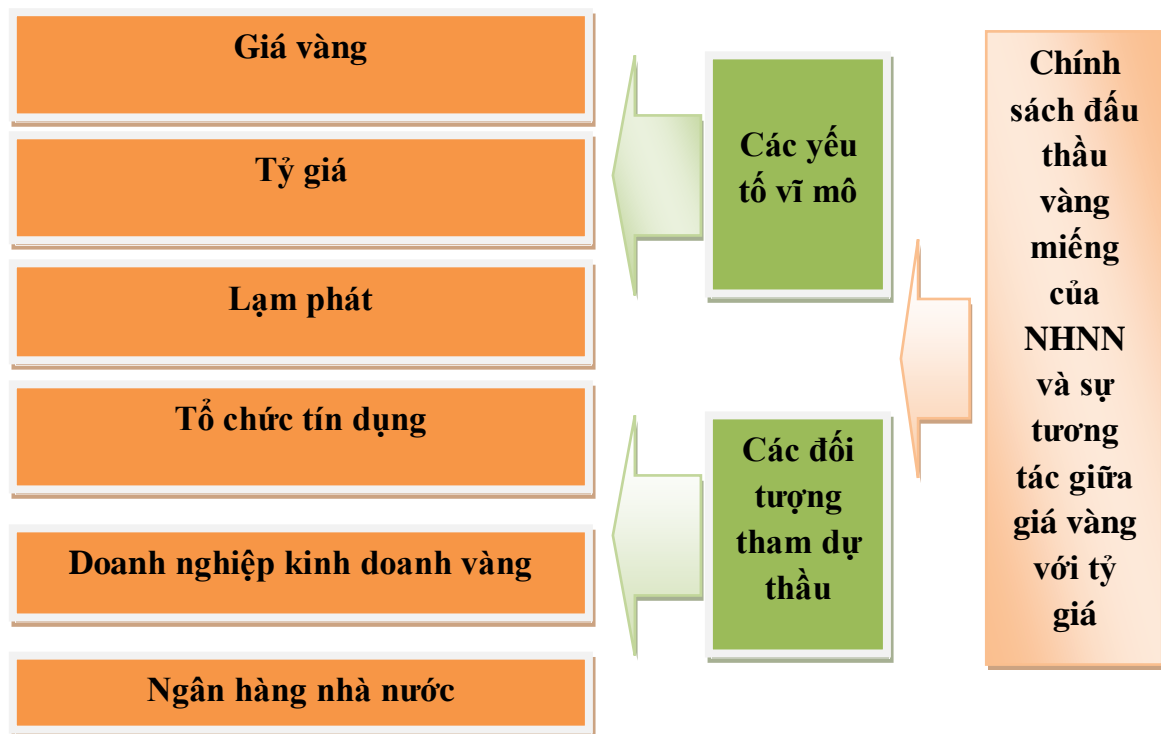 Giá vàng
Tỷ giá
Lạm phát
Tổ chức tín dụng
Doanh nghiệp kinh doanh vàng
Ngân hàng nhà nước
Các yếu
tố vĩ mô
Các đối
tượng
tham dự
thầu
Chính
sách đấu
thầu
vàng
miếng
của
NHNN
và sự
tương
tác giữa
giá vàng
với tỷ
giá